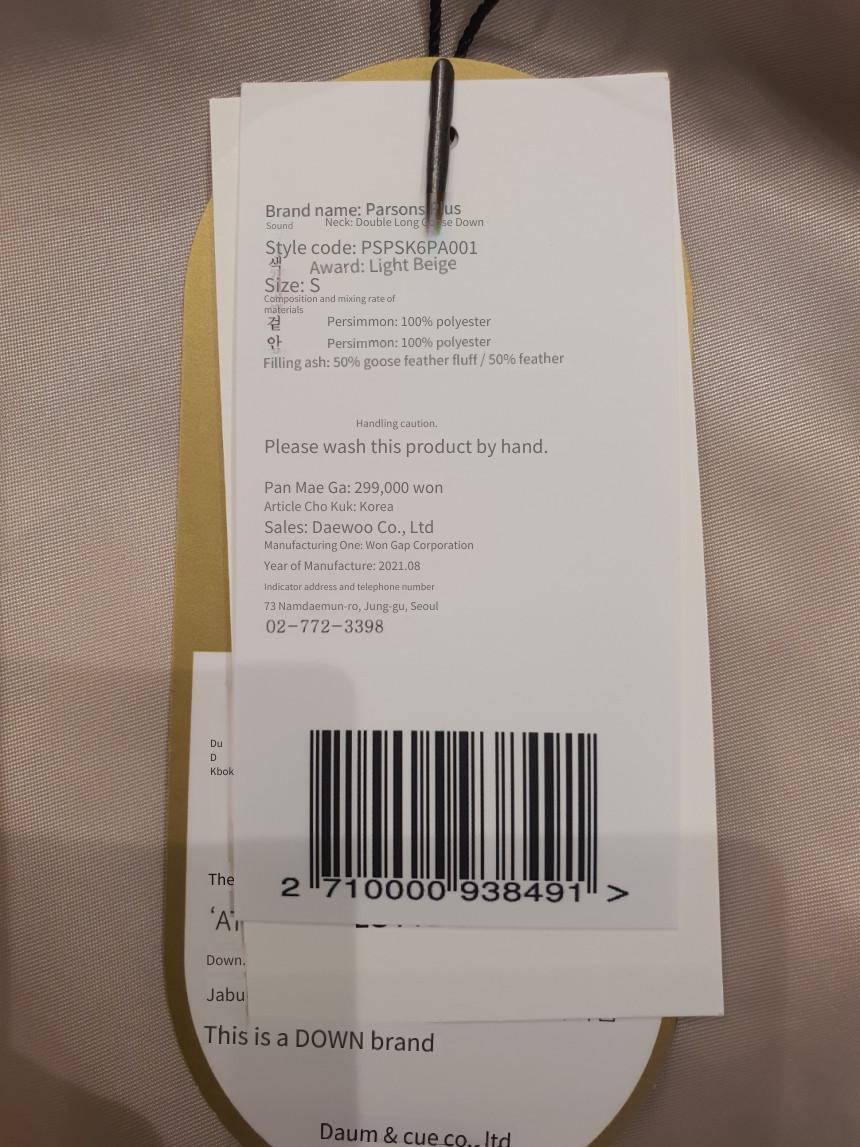 Brand name: Parsons Plus
Sound Neck: Double Long Goose Down
Style code: PSPSK6PA001
색 Award: Light Beige
Size: S
Composition and mixing rate of
materials
겉 Persimmon: 100% polyester
안 Persimmon: 100% polyester
Filling ash: 50% goose feather fluff / 50% feather
Handling caution.
Please wash this product by hand.
Pan Mae Ga: 299,000 won
Article Cho Kuk: Korea
Sales: Daewoo Co., Ltd
Manufacturing One: Won Gap Corporation
Year of Manufacture: 2021.08
Indicator address and telephone number
73 Namdaemun-ro, Jung-gu, Seoul
02-772-3398
Du
D
Kbok
2 710000 938491 >
The
Down.
Jabu
This is a DOWN brand
Daum & cue co., ltd